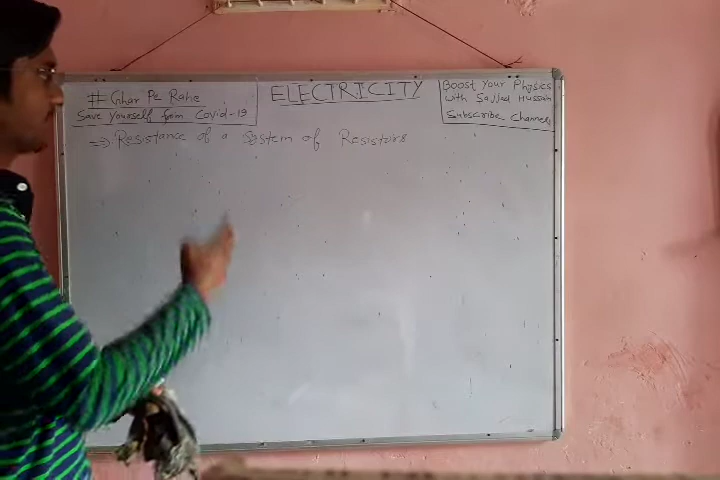 # Ghar Pe Rahe
Save Yourself from Covid-19
ELECTRICITY
Boost Your Physics
with Sajjad Hussain
Subscribe Channel
=> Resistance of a System of Resistors